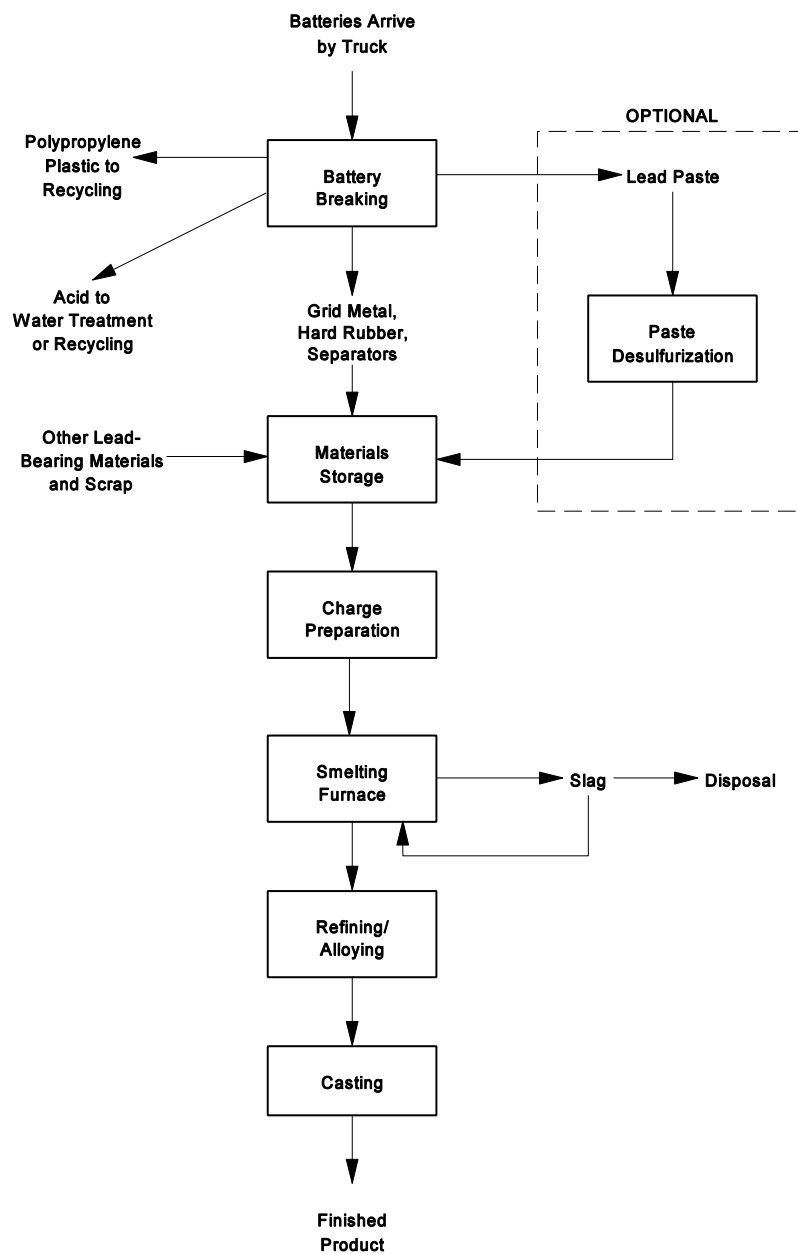 Batteries Arrive
by Truck
OPTIONAL
Polypropylene
Plastic to
Recycling
Battery
Breaking
Lead Paste
Acid to
Water Treatment
or Recycling
Grid Metal,
Hard Rubber,
Separators
Paste
Desulfurization
Other Lead-
Bearing Materials
and Scrap
Materials
Storage
Charge
Preparation
Smelting
Furnace
Slag
Disposal
Refining/
Alloying
Casting
Finished
Product